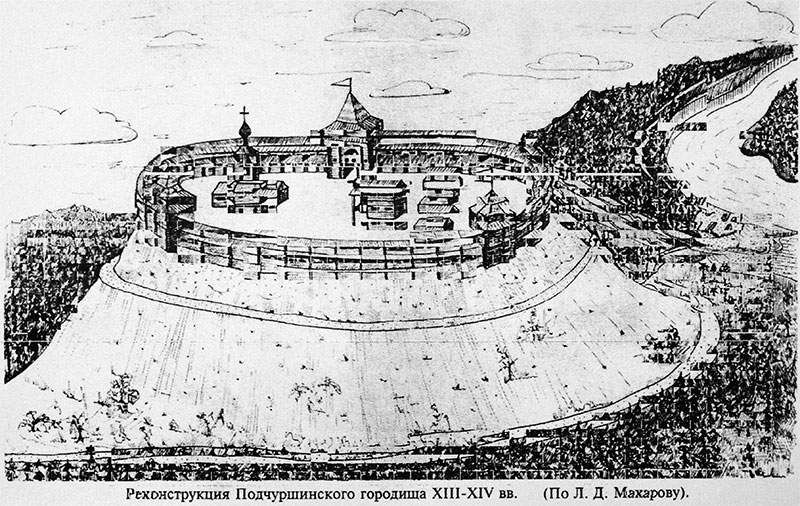 Реконструкция Подчуршинского городища XIII-XIV вв. (По Л. Д. Макарову).